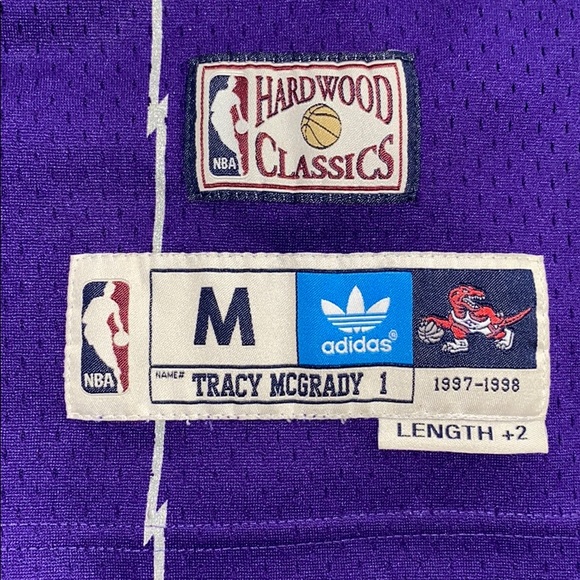 HARDWOOD
CLASSICS
NBA
M
adidas®
NBA
NAME# TRACY MCGRADY 1
1997-1998
LENGTH +2